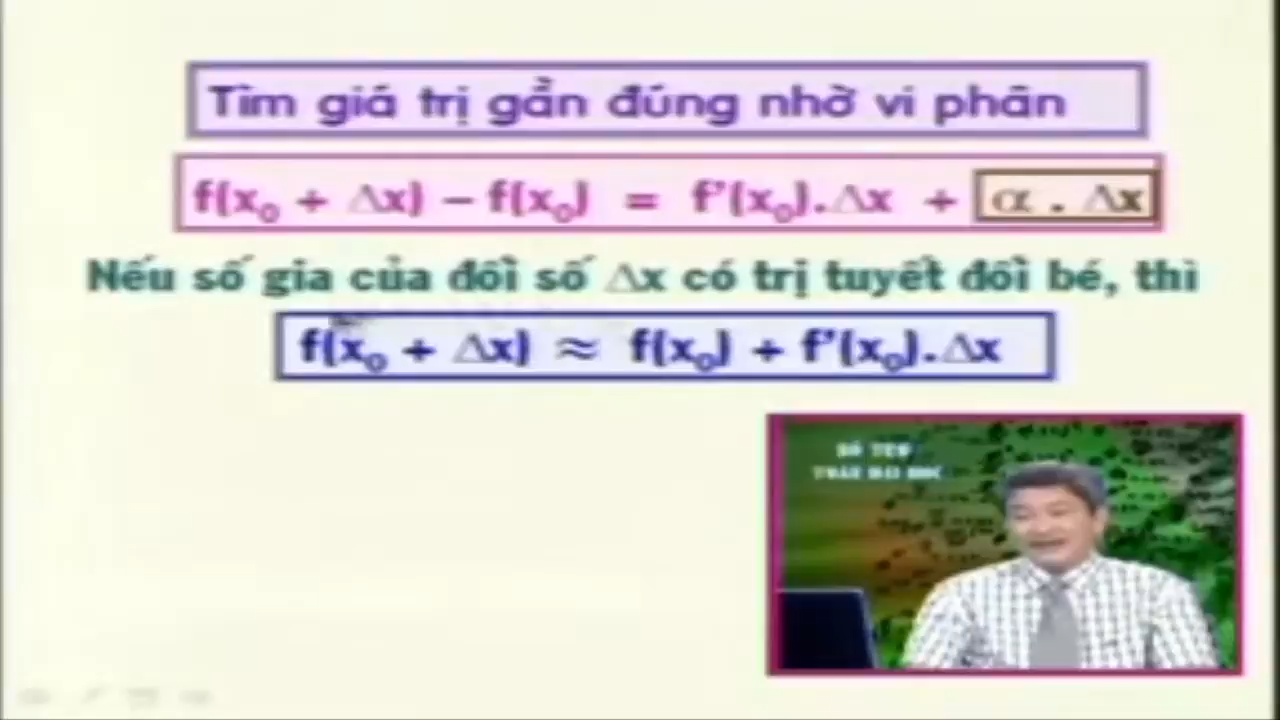 Tìm giá trị gần đúng nhờ vi phân
f(x₀ + Δx) – f(x₀) = f'(x₀).Δx + α . Δx
Nếu số gia của đối số Δx có trị tuyệt đối bé, thì
f(x₀ + Δx) ≈ f(x₀) + f'(x₀).Δx